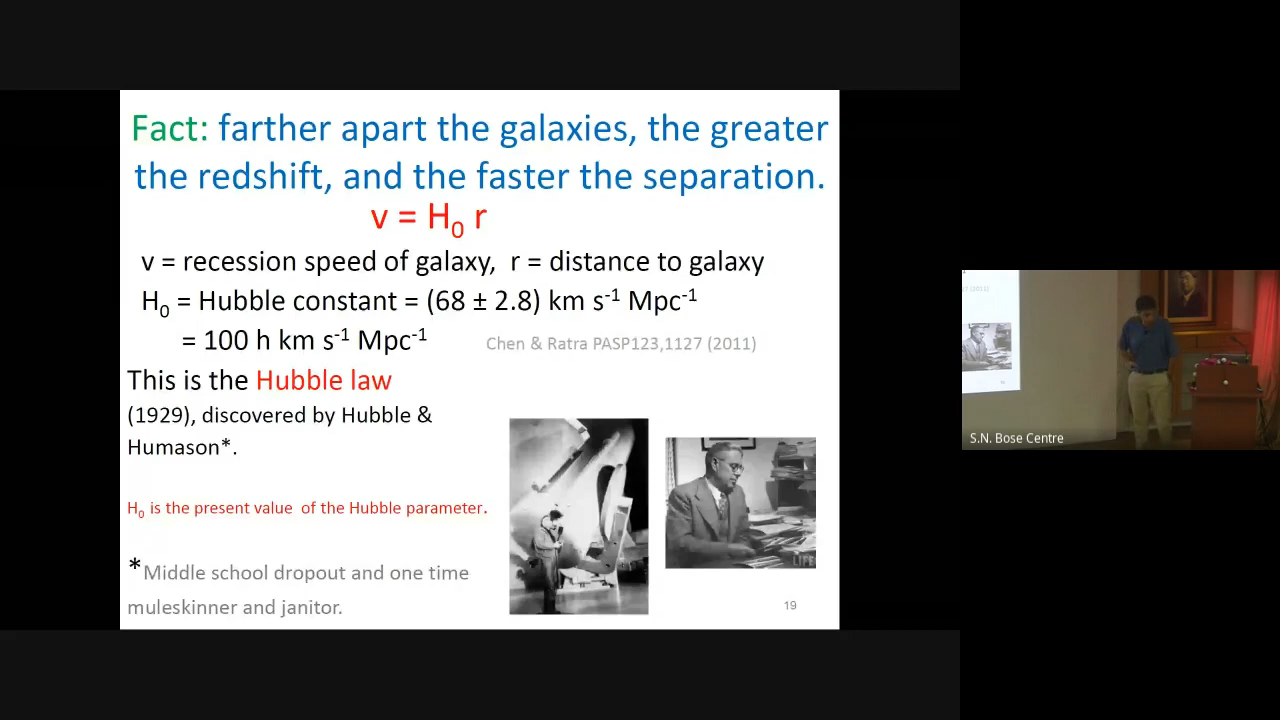 Fact: farther apart the galaxies, the greater
the redshift, and the faster the separation.
v = H₀ r
v = recession speed of galaxy, r = distance to galaxy
H₀ = Hubble constant = (68 ± 2.8) km s⁻¹ Mpc⁻¹
= 100 h km s⁻¹ Mpc⁻¹ Chen & Ratra PASP123,1127 (2011)
This is the Hubble law
(1929), discovered by Hubble &
Humason*.
H₀ is the present value of the Hubble parameter.
*Middle school dropout and one time
muleskinner and janitor.
LIFE
19
S.N. Bose Centre